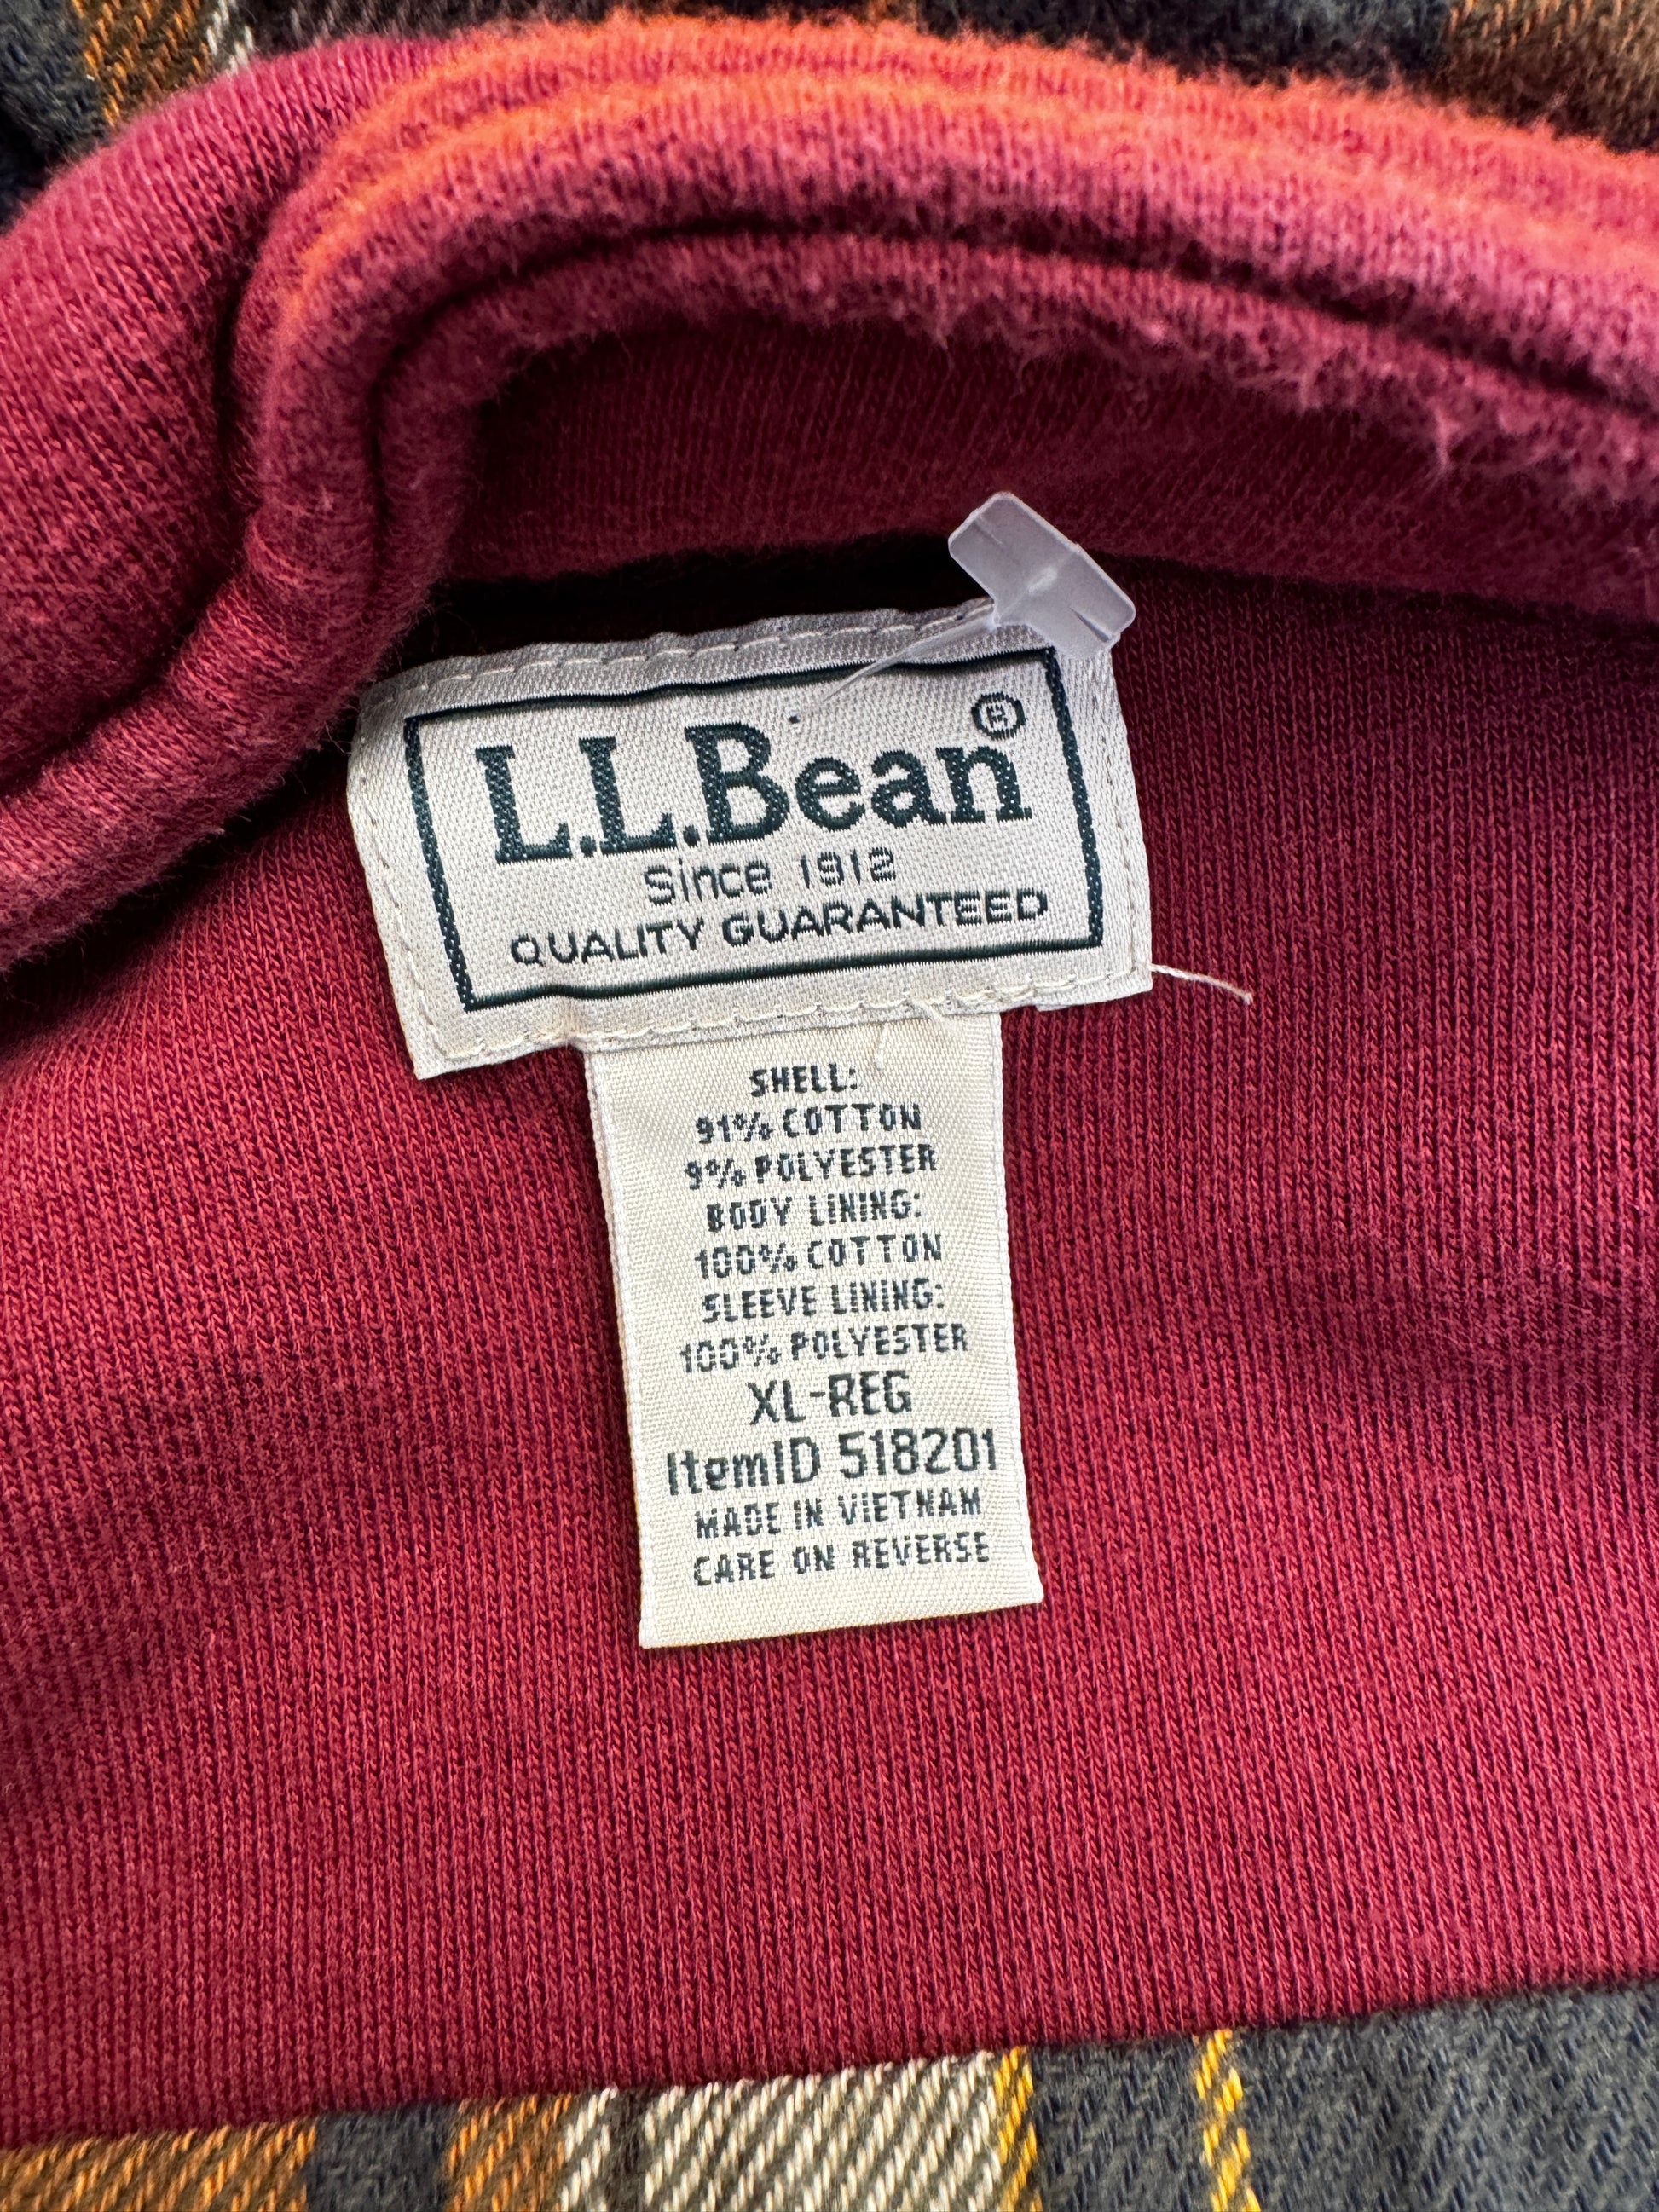 L.L.Bean®
Since 1912
QUALITY GUARANTEED
SHELL:
91% COTTON
9% POLYESTER
BODY LINING:
100% COTTON
SLEEVE LINING:
100% POLYESTER
XL-REG
ItemID 518201
MADE IN VIETNAM
CARE ON REVERSE